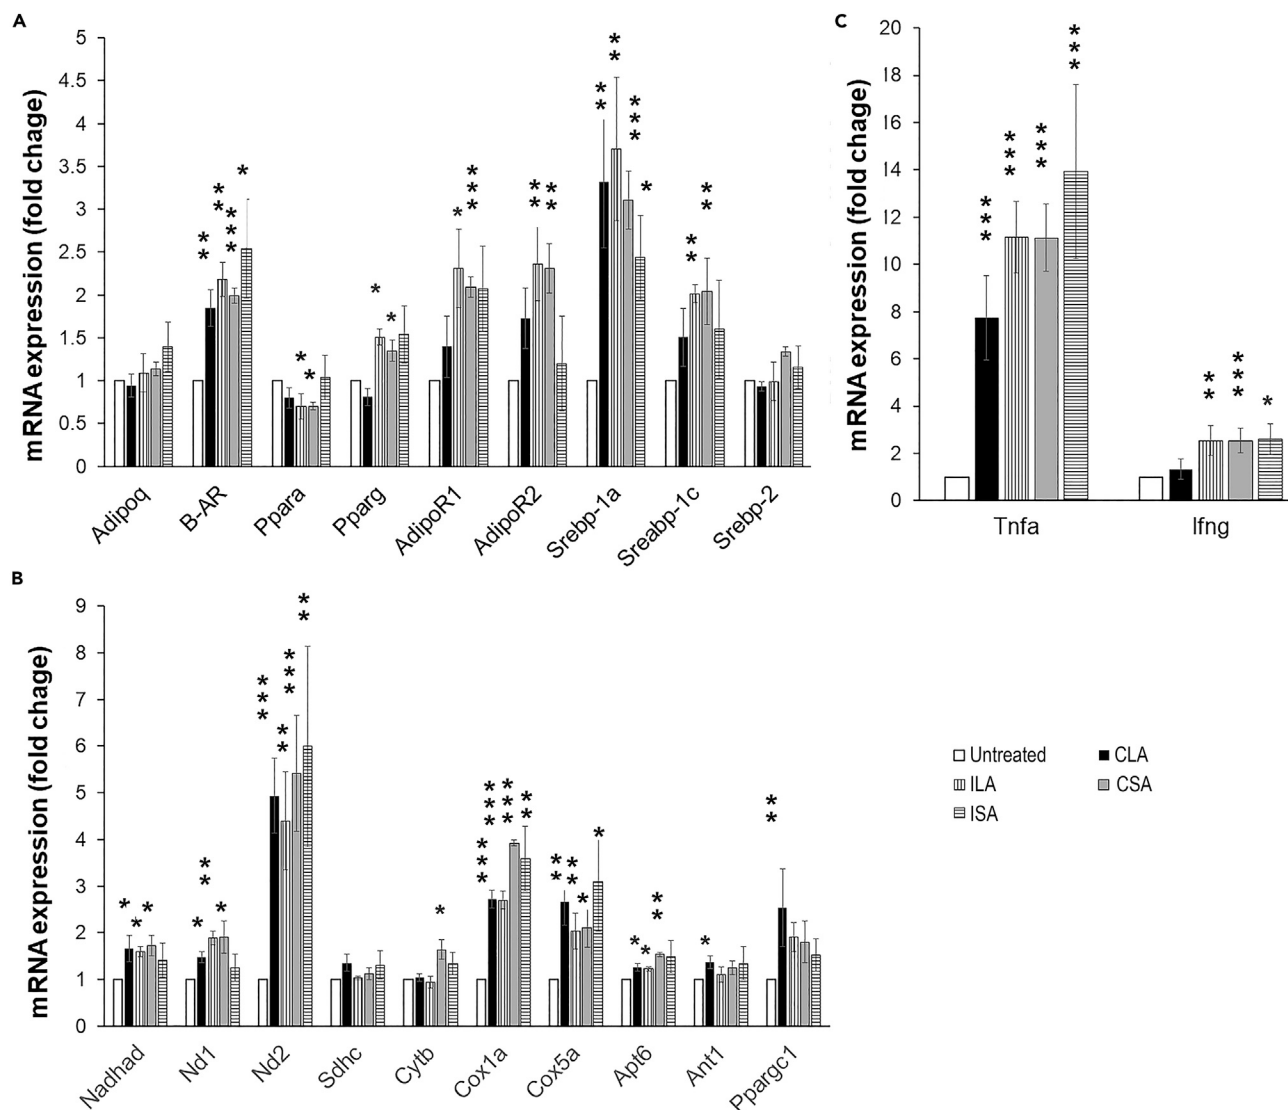 A
mRNA expression (fold chage)
5
4.5
4
3.5
3
2.5
2
1.5
1
0.5
0
** ** *** *
* *
* *
* ***
** **
** ** *** *
** **
Adipoq B-AR Ppara Pparg AdipoR1 AdipoR2 Srebp-1a Sreabp-1c Srebp-2
C
mRNA expression (fold chage)
20
18
16
14
12
10
8
6
4
2
0
*** *** *** ***
** *** *
Tnfa Ifng
B
mRNA expression (fold chage)
9
8
7
6
5
4
3
2
1
0
* * *
* ** *
*** ** *** **
*
*** *** *** **
** ** * *
* * **
*
**
Nadhad Nd1 Nd2 Sdhc Cytb Cox1a Cox5a Apt6 Ant1 Ppargc1
Untreated CLA
ILA CSA
ISA